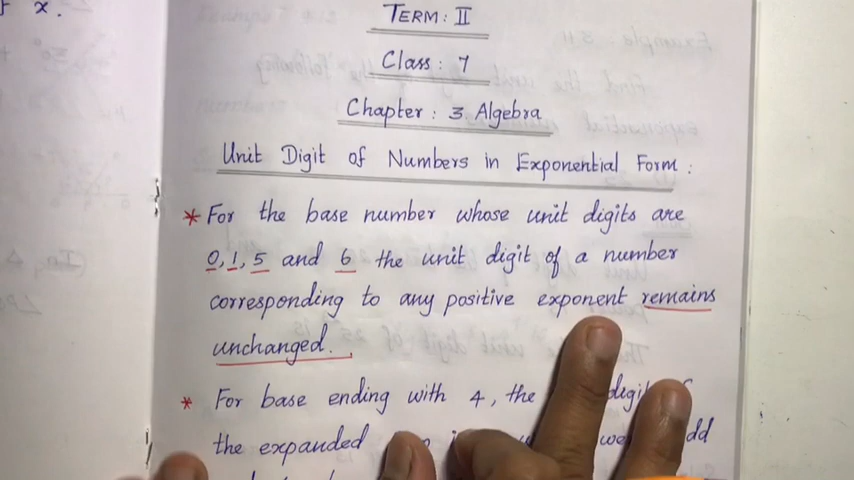 x.
TERM: II
Class: 7
Chapter: 3 Algebra
Unit Digit of Numbers in Exponential Form:
* For the base number whose unit digits are
0, 1, 5 and 6 the unit digit of a number
corresponding to any positive exponent remains
unchanged.
* For base ending with 4, the digit
the expanded